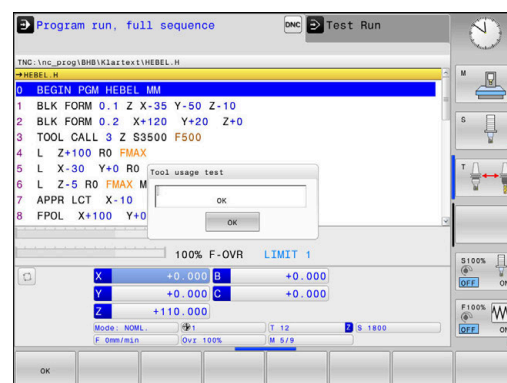 Program run, full sequence
DNC
Test Run
TNC:\nc_prog\BHB\Klartext\HEBEL.H
→HEBEL.H
0 BEGIN PGM HEBEL MM
1 BLK FORM 0.1 Z X-35 Y-50 Z-10
2 BLK FORM 0.2 X+120 Y+20 Z+0
3 TOOL CALL 3 Z S3500 F500
4 L Z+100 R0 FMAX
5 L X-30 Y+0 R0
6 L Z-5 R0 FMAX M
7 APPR LCT X-10
8 FPOL X+100 Y+0
Tool usage test
OK
OK
100% F-OVR LIMIT 1
X +0.000 B +0.000
Y +0.000 C +0.000
Z +110.000
Mode: NOML. 1 T 12 Z S 1800
F 0mm/min Ovr 100% M 5/9
OK
M
S
T
S100%
OFF ON
F100%
OFF ON